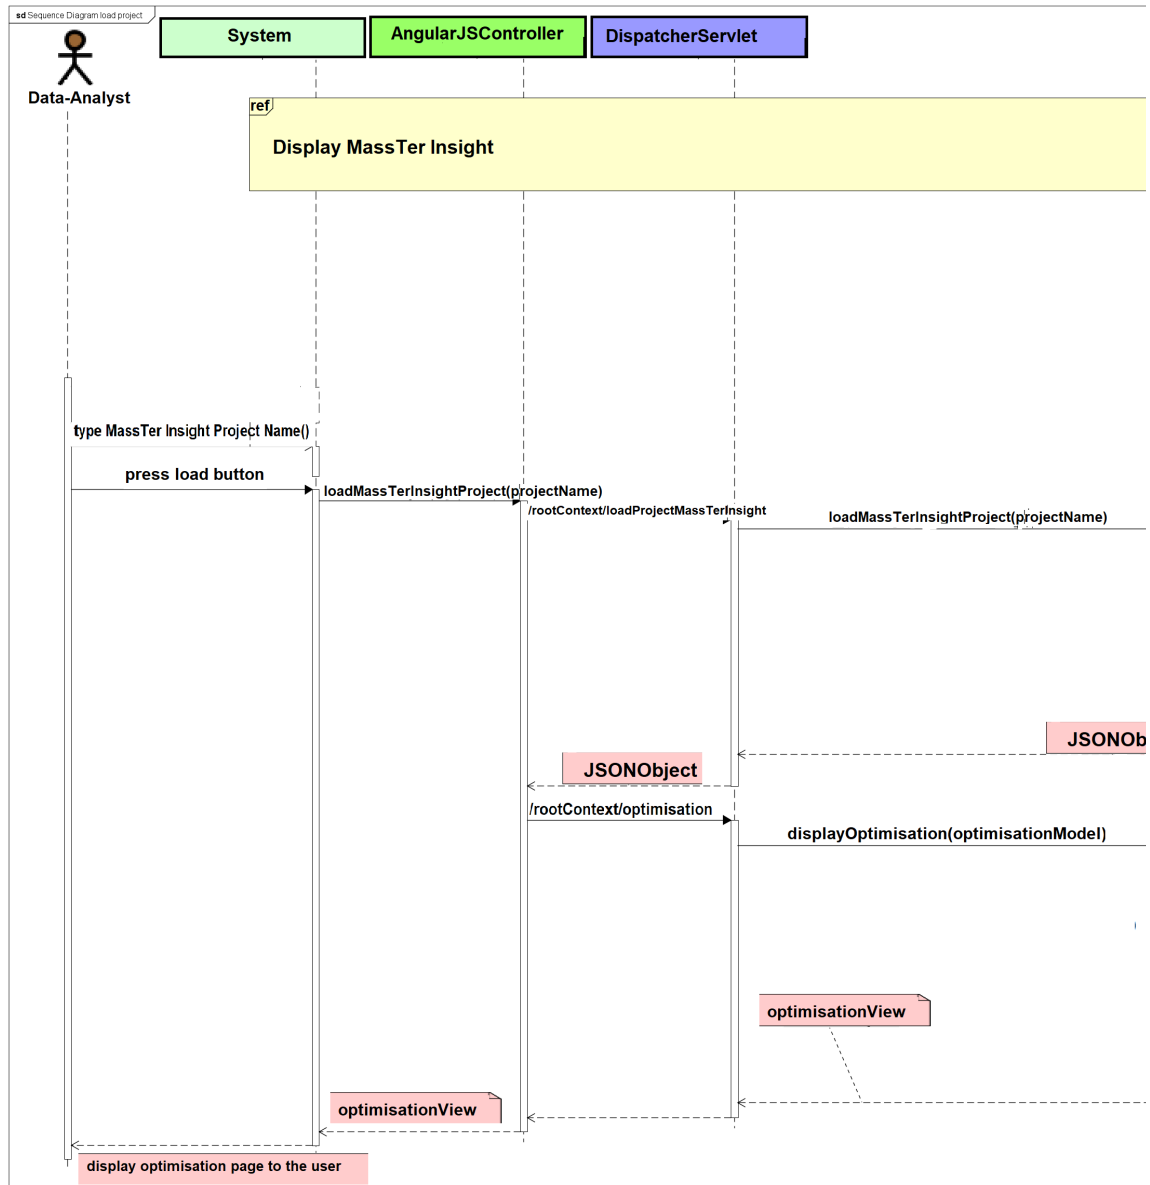 sd Sequence Diagram load project
System
AngularJSController
DispatcherServlet
Data-Analyst
ref
Display MassTer Insight
type MassTer Insight Project Name()
press load button
loadMassTerInsightProject(projectName)
/rootContext/loadProjectMassTerInsight
loadMassTerInsightProject(projectName)
JSONOb
JSONObject
/rootContext/optimisation
displayOptimisation(optimisationModel)
optimisationView
optimisationView
display optimisation page to the user